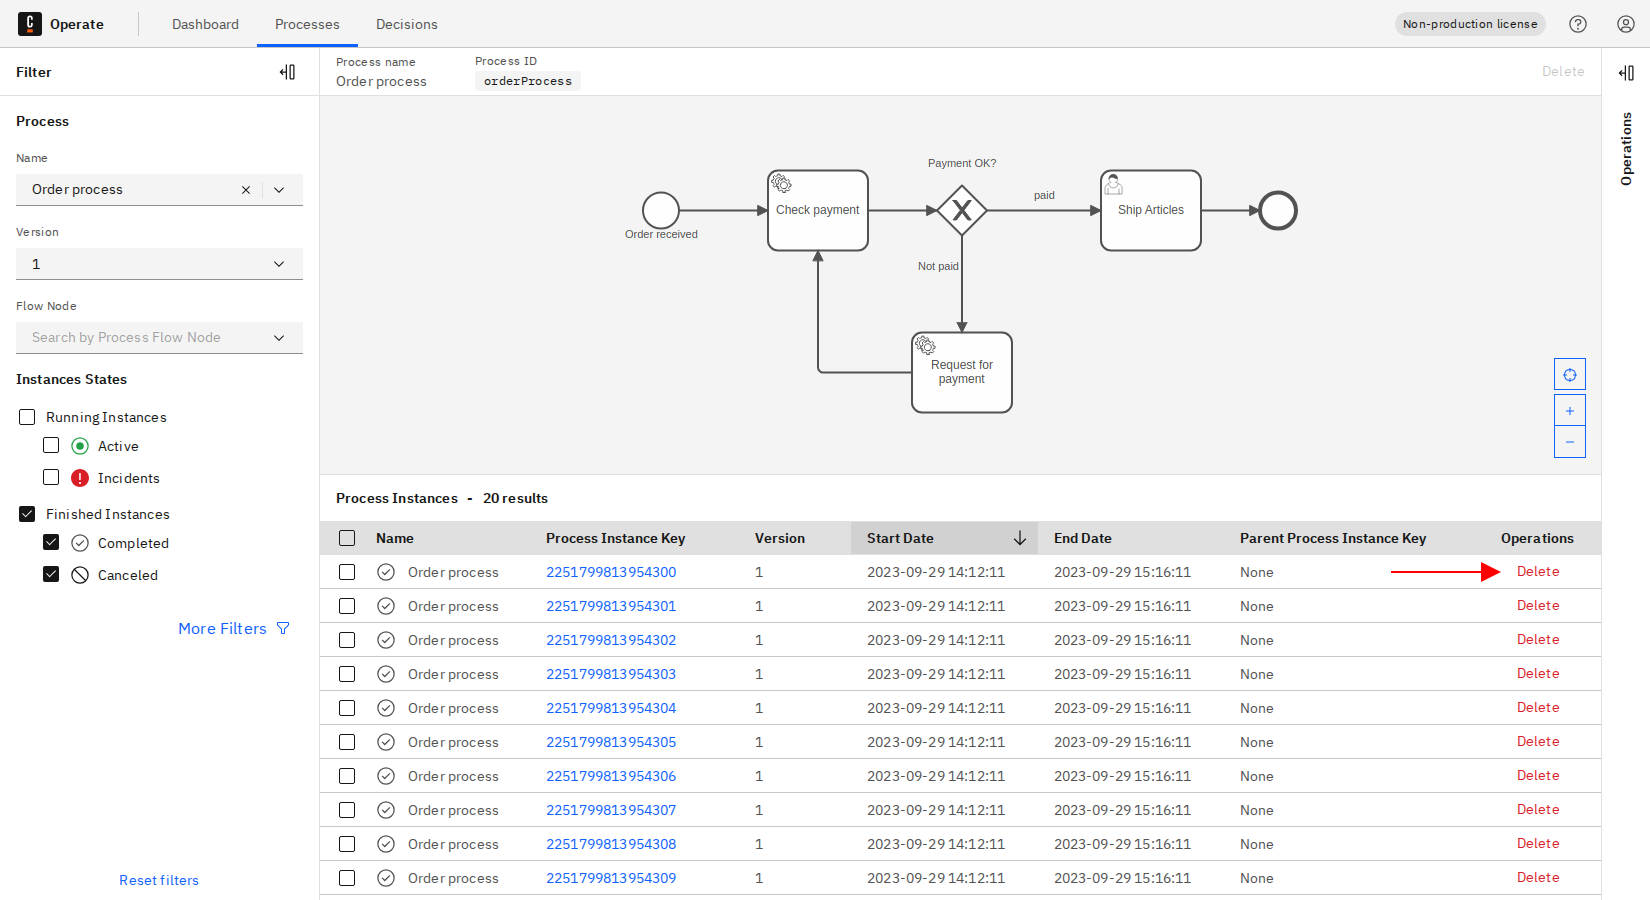 Operate
Dashboard
Processes
Decisions
Non-production license
Filter
Process
Name
Order process
Version
1
Flow Node
Search by Process Flow Node
Instances States
Running Instances
Active
Incidents
Finished Instances
Completed
Canceled
More Filters
Reset filters
Process name
Order process
Process ID
orderProcess
Delete
Order received
Check payment
Payment OK?
paid
Not paid
Ship Articles
Request for
payment
Process Instances - 20 results
Name Process Instance Key Version Start Date End Date Parent Process Instance Key Operations
Order process 2251799813954300 1 2023-09-29 14:12:11 2023-09-29 15:16:11 None Delete
Order process 2251799813954301 1 2023-09-29 14:12:11 2023-09-29 15:16:11 None Delete
Order process 2251799813954302 1 2023-09-29 14:12:11 2023-09-29 15:16:11 None Delete
Order process 2251799813954303 1 2023-09-29 14:12:11 2023-09-29 15:16:11 None Delete
Order process 2251799813954304 1 2023-09-29 14:12:11 2023-09-29 15:16:11 None Delete
Order process 2251799813954305 1 2023-09-29 14:12:11 2023-09-29 15:16:11 None Delete
Order process 2251799813954306 1 2023-09-29 14:12:11 2023-09-29 15:16:11 None Delete
Order process 2251799813954307 1 2023-09-29 14:12:11 2023-09-29 15:16:11 None Delete
Order process 2251799813954308 1 2023-09-29 14:12:11 2023-09-29 15:16:11 None Delete
Order process 2251799813954309 1 2023-09-29 14:12:11 2023-09-29 15:16:11 None Delete
Operations